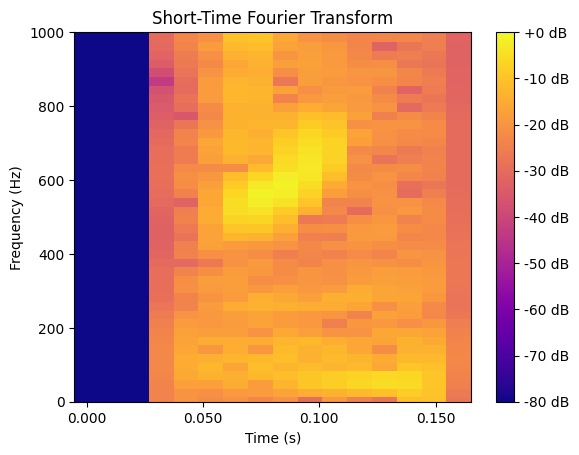 Short-Time Fourier Transform
Frequency (Hz)
1000
800
600
400
200
0
0.000
0.050
0.100
0.150
Time (s)
+0 dB
-10 dB
-20 dB
-30 dB
-40 dB
-50 dB
-60 dB
-70 dB
-80 dB